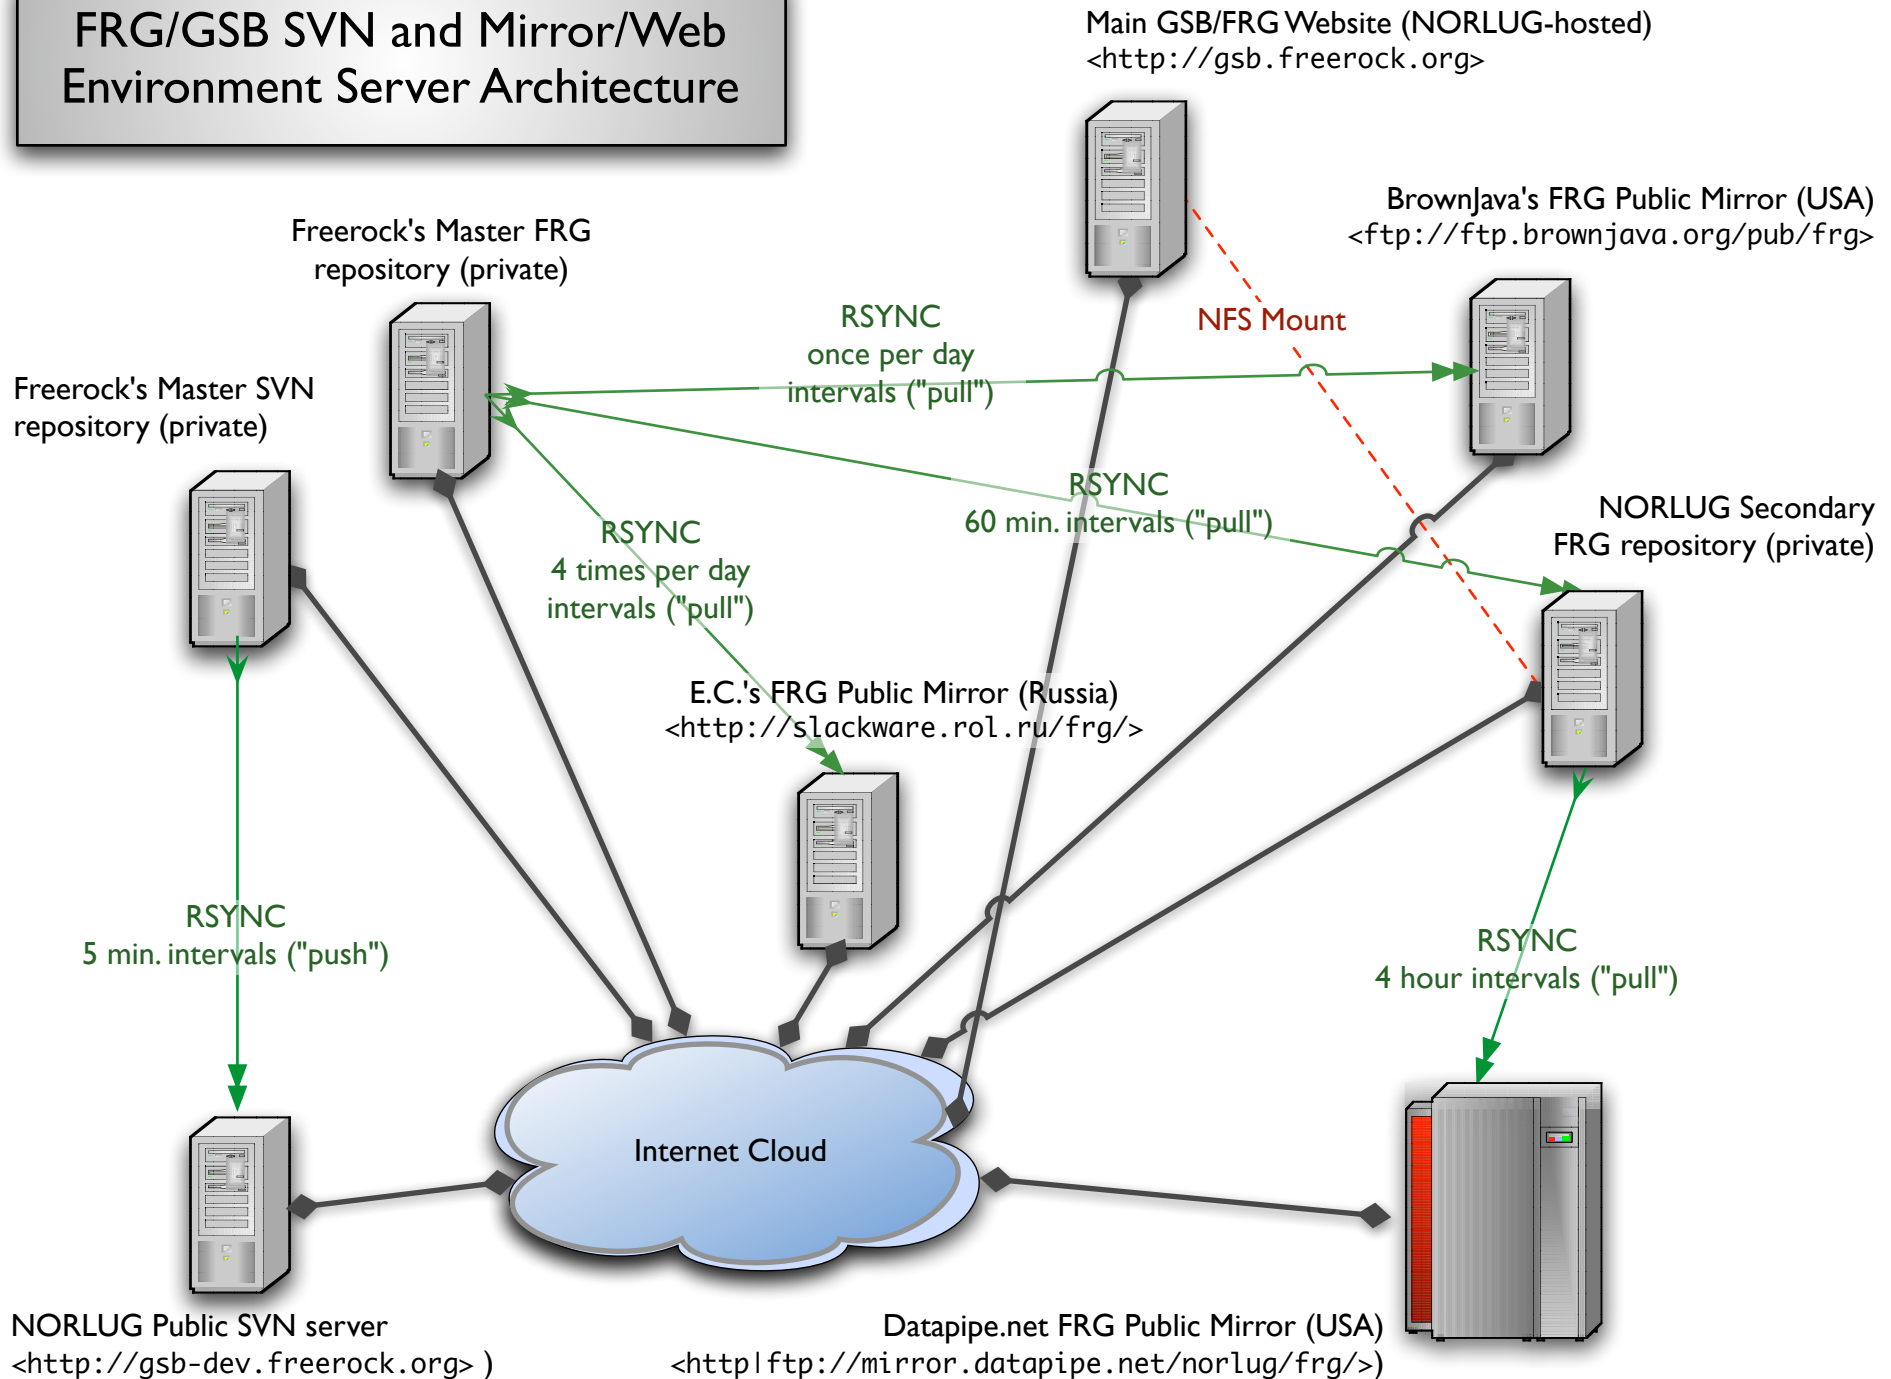 FRG/GSB SVN and Mirror/Web
Environment Server Architecture
Main GSB/FRG Website (NORLUG-hosted)
<http://gsb.freerock.org>
BrownJava's FRG Public Mirror (USA)
<ftp://ftp.brownjava.org/pub/frg>
Freerock's Master FRG
repository (private)
RSYNC
once per day
intervals ("pull")
NFS Mount
Freerock's Master SVN
repository (private)
RSYNC
60 min. intervals ("pull")
NORLUG Secondary
FRG repository (private)
RSYNC
4 times per day
intervals ("pull")
E.C.'s FRG Public Mirror (Russia)
<http://slackware.rol.ru/frg/>
RSYNC
5 min. intervals ("push")
RSYNC
4 hour intervals ("pull")
Internet Cloud
NORLUG Public SVN server
<http://gsb-dev.freerock.org> )
Datapipe.net FRG Public Mirror (USA)
<http|ftp://mirror.datapipe.net/norlug/frg/>)